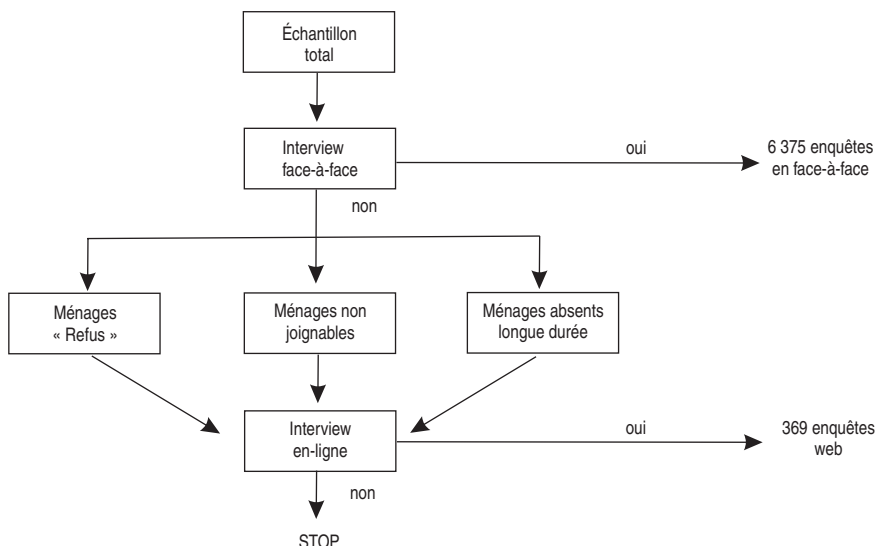 Échantillon
total
Interview
face-à-face
oui
6 375 enquêtes
en face-à-face
non
Ménages
« Refus »
Ménages non
joignables
Ménages absents
longue durée
Interview
en-ligne
oui
369 enquêtes
web
non
STOP